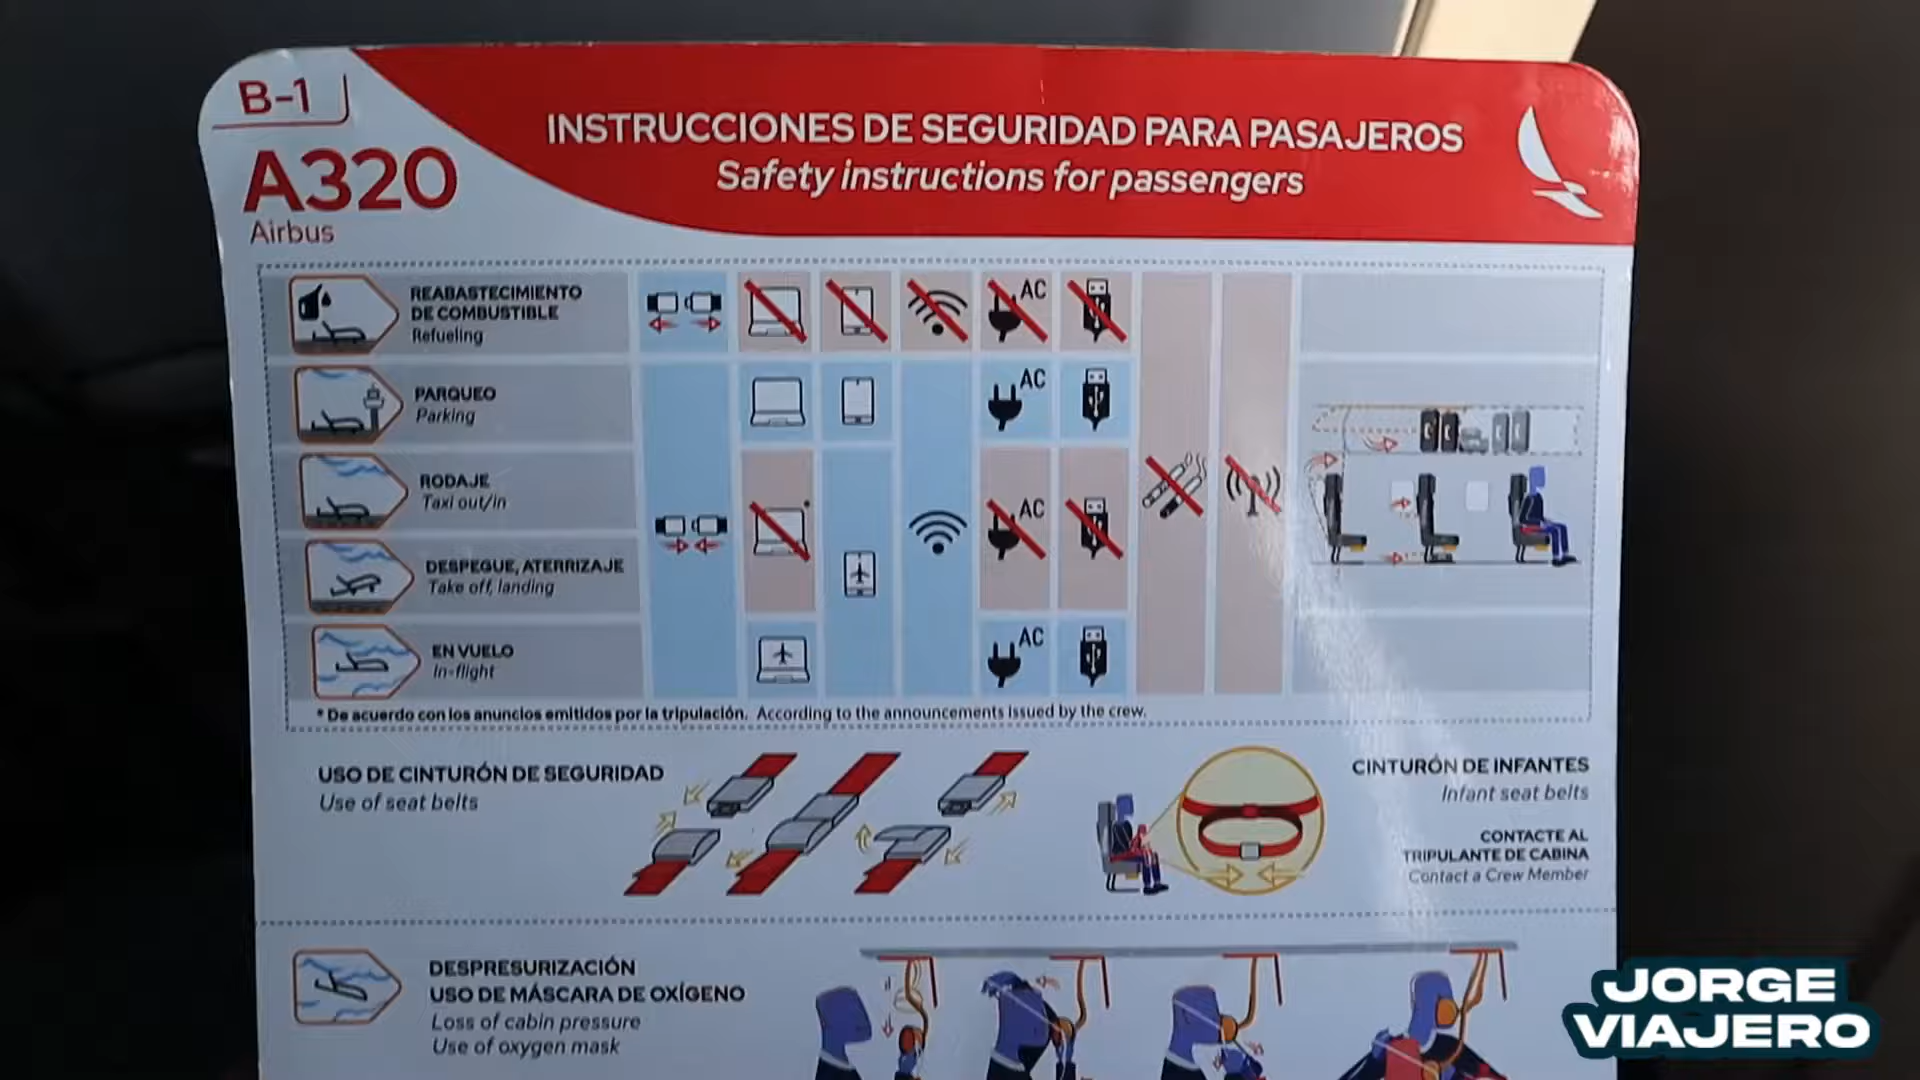 B-1
A320
Airbus
INSTRUCCIONES DE SEGURIDAD PARA PASAJEROS
Safety instructions for passengers
REABASTECIMIENTO
DE COMBUSTIBLE
Refueling
AC
PARQUEO
Parking
AC
RODAJE
Taxi out/in
*
AC
DESPEGUE, ATERRIZAJE
Take off, landing
EN VUELO
In-flight
AC
* De acuerdo con los anuncios emitidos por la tripulación. According to the announcements issued by the crew.
USO DE CINTURÓN DE SEGURIDAD
Use of seat belts
CINTURÓN DE INFANTES
Infant seat belts
CONTACTE AL
TRIPULANTE DE CABINA
Contact a Crew Member
DESPRESURIZACIÓN
USO DE MÁSCARA DE OXÍGENO
Loss of cabin pressure
Use of oxygen mask
JORGE
VIAJERO